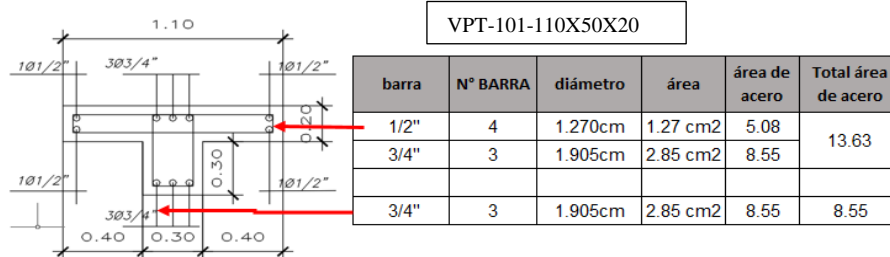 VPT-101-110X50X20
1.10
1Ø1/2" 3Ø3/4" 1Ø1/2"
0.20
0.30
1Ø1/2" 1Ø1/2"
3Ø3/4"
0.40 0.30 0.40
barra N° BARRA diámetro área área de acero Total área de acero
1/2" 4 1.270cm 1.27 cm2 5.08 13.63
3/4" 3 1.905cm 2.85 cm2 8.55
3/4" 3 1.905cm 2.85 cm2 8.55 8.55